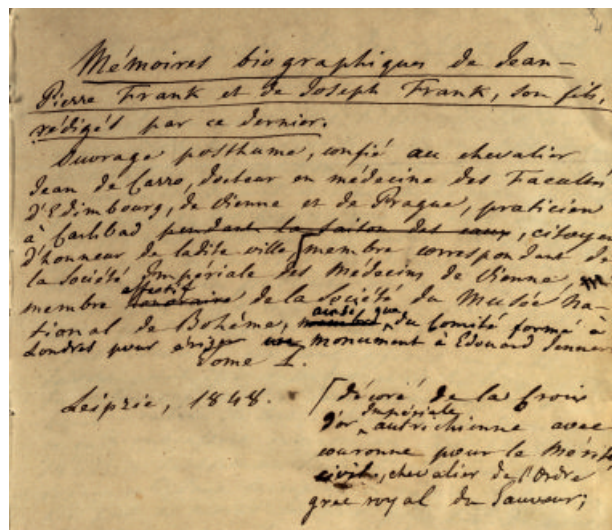 Mémoires biographiques de Jean-
Pierre Frank et de Joseph Frank, son fils,
rédigés par ce dernier.
Ouvrage posthume, confié au chevalier
Jean de Carro, docteur en médecine des Facultés
d'Edimbourg, de Vienne et de Prague, praticien
à Carlsbad pendant la saison des eaux, citoyen
d'honneur de ladite ville, [membre correspondant de
la Société Impériale des Médecins de Vienne,
effectif
membre honoraire de la Société du Musée Na-
ainsi que
tional de Bohême, membre du Comité formé à
Londres pour ériger un monument à Edouard Jenner
Tome 1.
Leipzic, 1848.
[décoré de la Croix
Impériale
d'or autrichienne avec
couronne pour le Mérite
civil, chevalier de l'Ordre
grec royal du Sauveur;